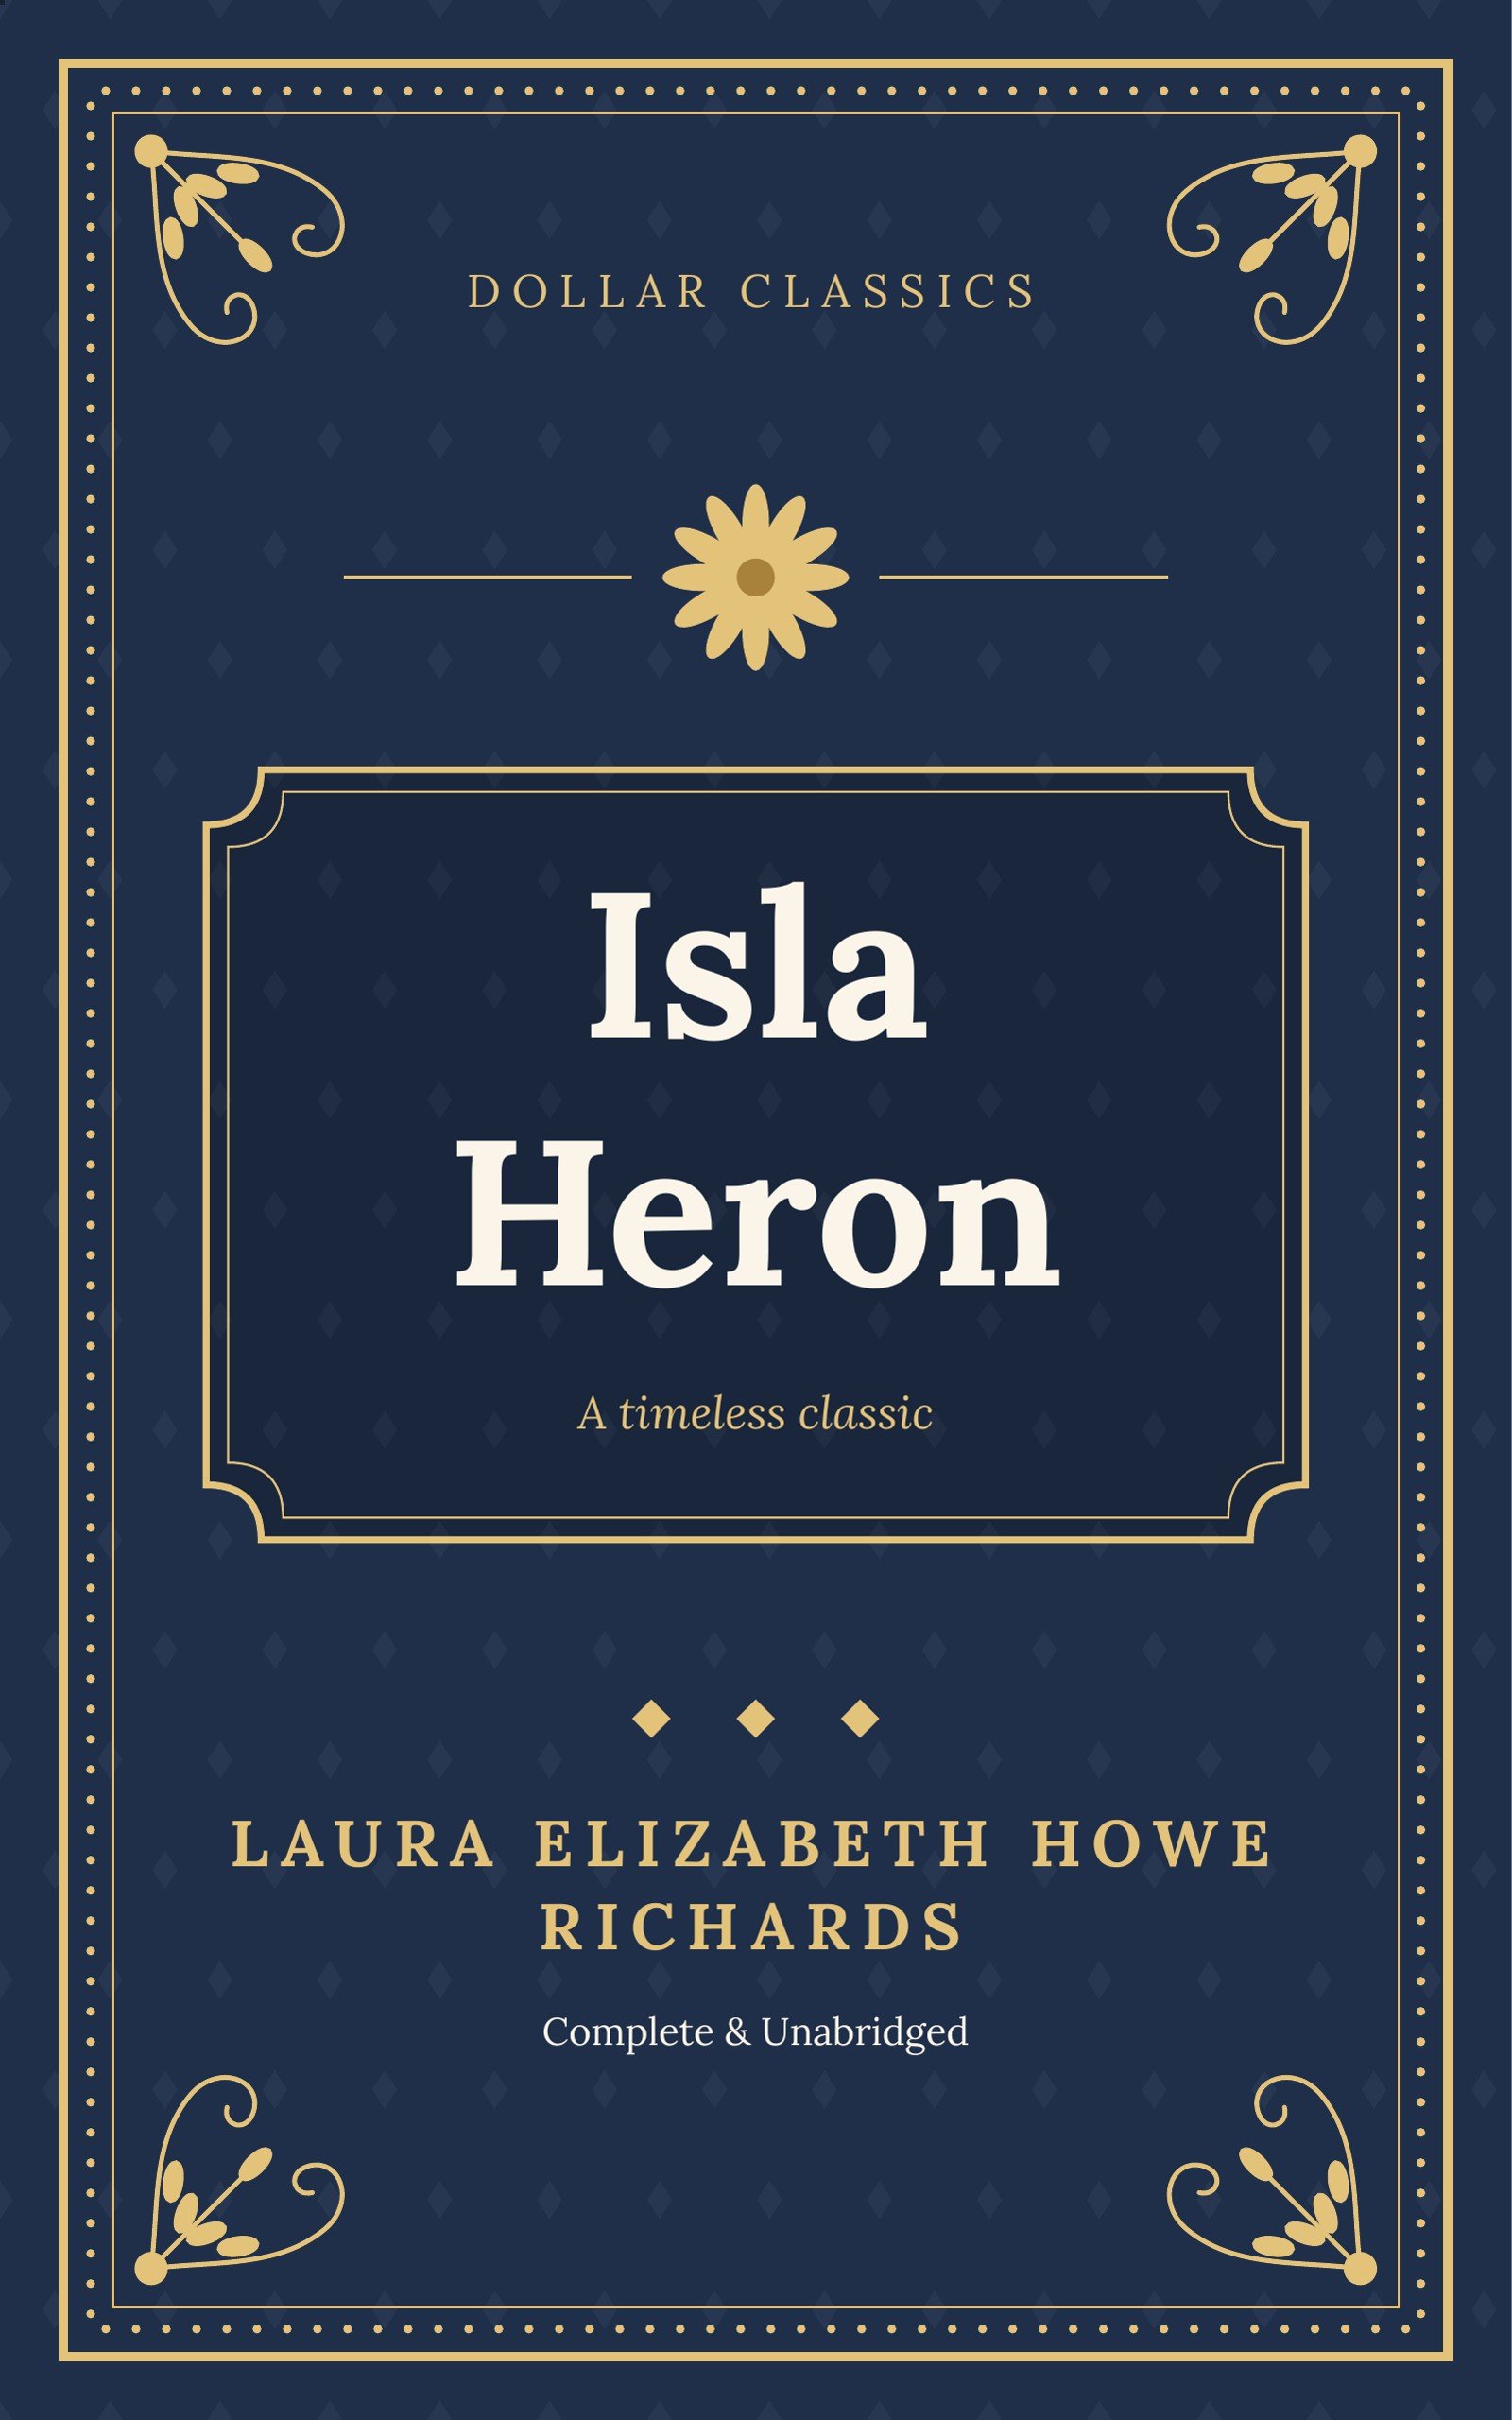 DOLLAR CLASSICS
Isla
Heron
A timeless classic
LAURA ELIZABETH HOWE
RICHARDS
Complete & Unabridged